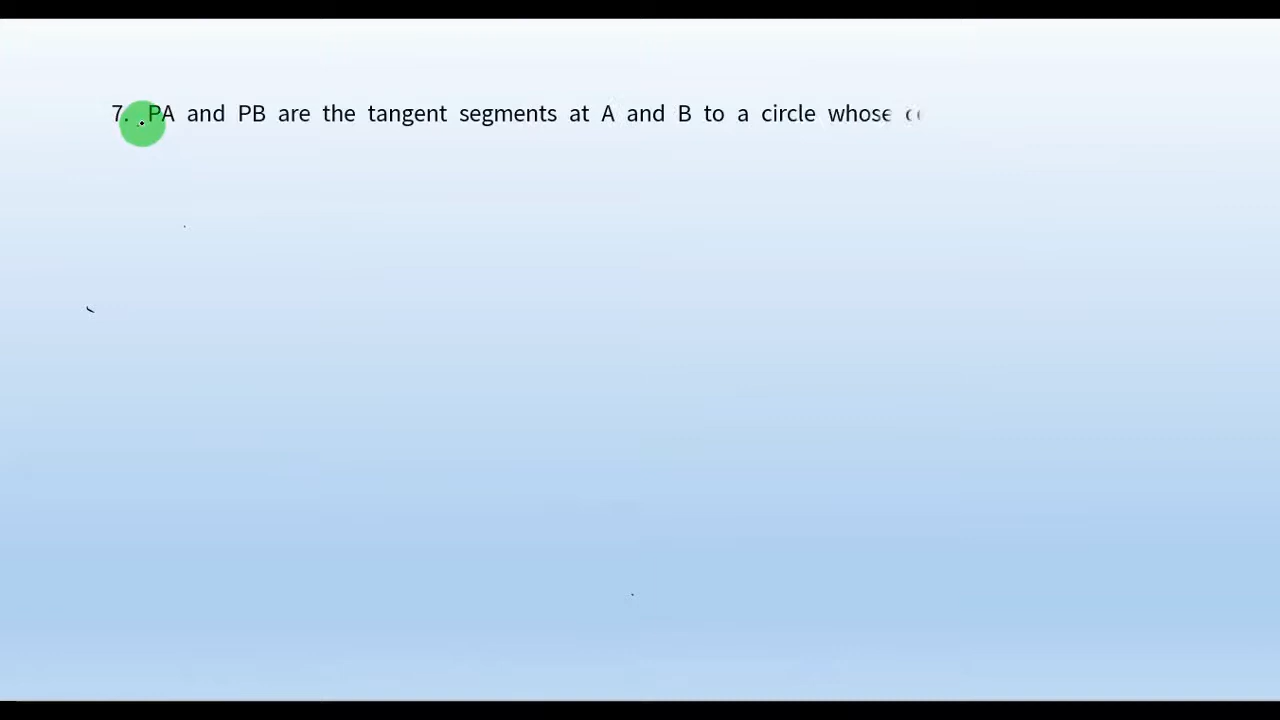 7. PA and PB are the tangent segments at A and B to a circle whose